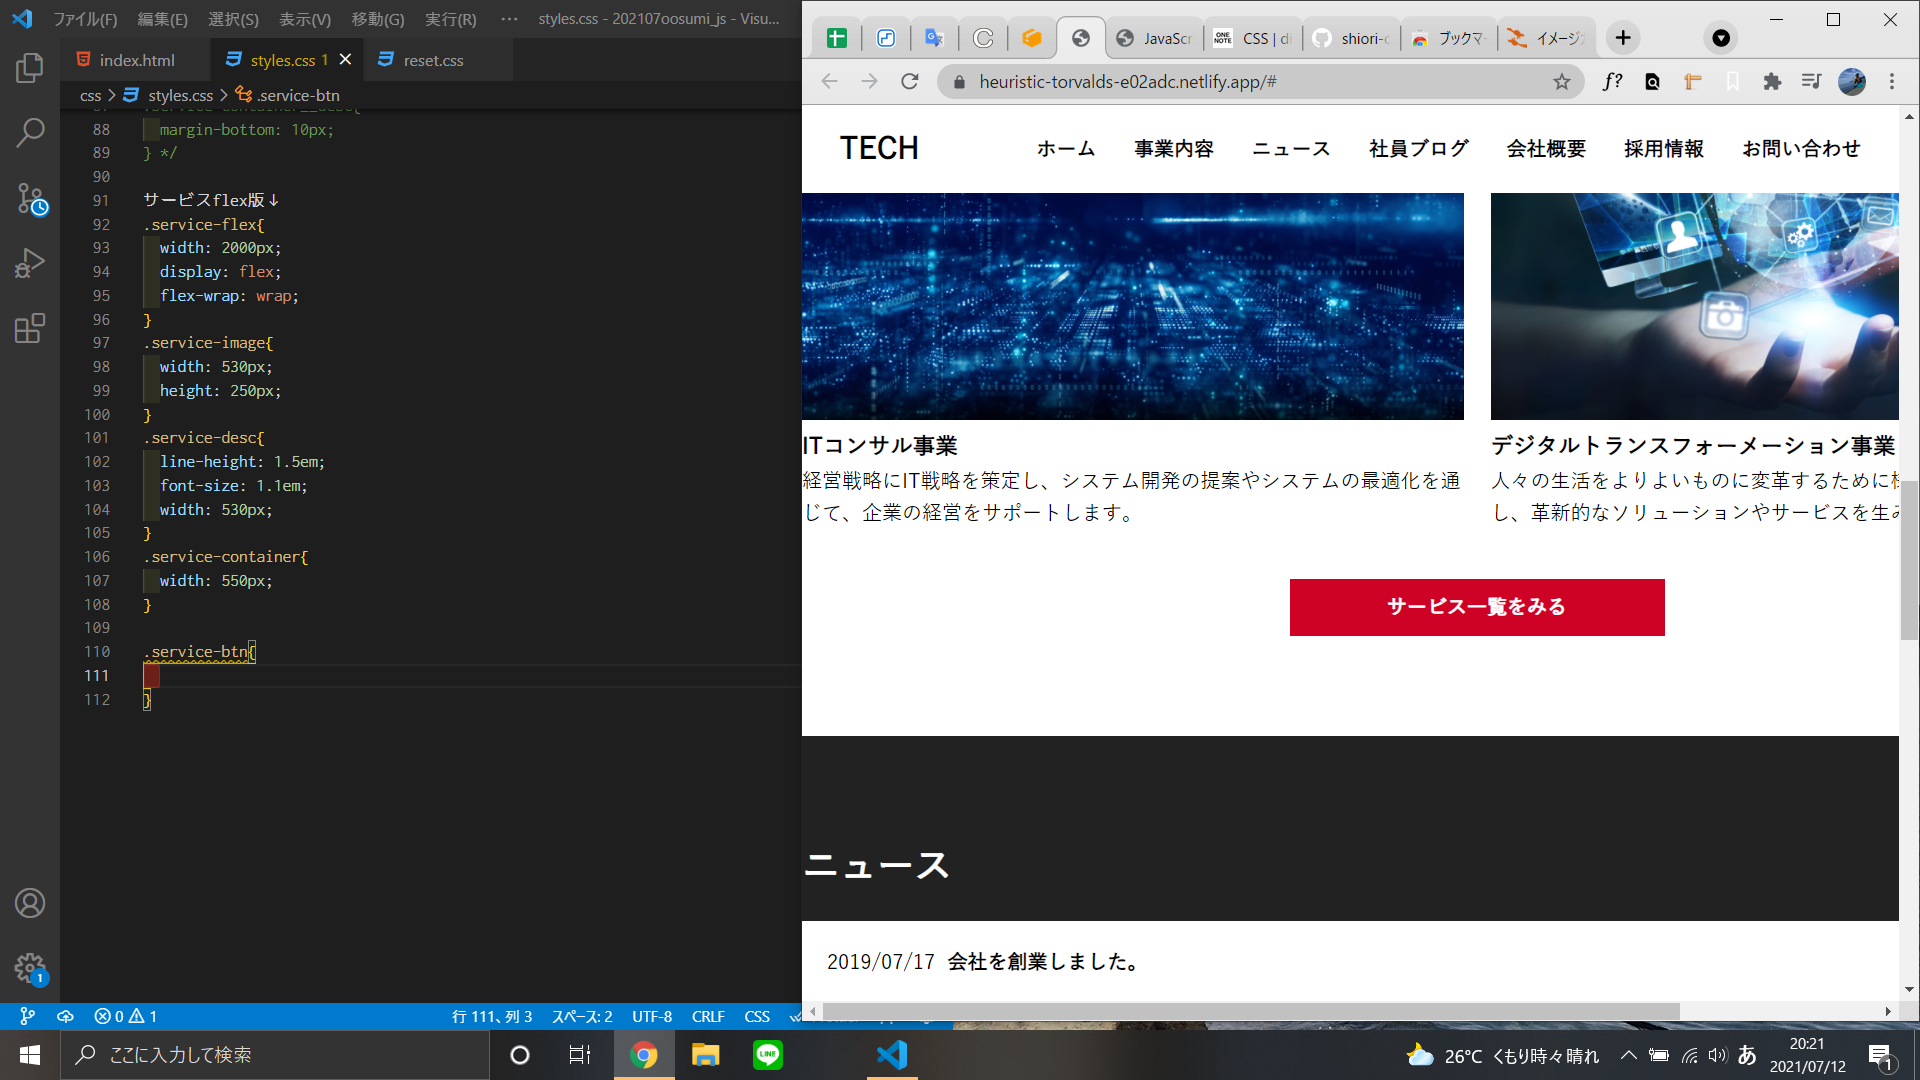 ファイル(F) 編集(E) 選択(S) 表示(V) 移動(G) 実行(R) ··· styles.css - 202107oosumi_js - Visu...
index.html styles.css 1 reset.css
css > styles.css > .service-btn
88 margin-bottom: 10px;
89 } */
90
91 サービスflex版↓
92 .service-flex{
93 width: 2000px;
94 display: flex;
95 flex-wrap: wrap;
96 }
97 .service-image{
98 width: 530px;
99 height: 250px;
100 }
101 .service-desc{
102 line-height: 1.5em;
103 font-size: 1.1em;
104 width: 530px;
105 }
106 .service-container{
107 width: 550px;
108 }
109
110 .service-btn{
111
112 }
1
0 1 行 111、列 3 スペース: 2 UTF-8 CRLF CSS
JavaScr CSS | di shiori-o ブックマー イメージ
heuristic-torvalds-e02adc.netlify.app/#
f?
TECH ホーム 事業内容 ニュース 社員ブログ 会社概要 採用情報 お問い合わせ
ITコンサル事業
経営戦略にIT戦略を策定し、システム開発の提案やシステムの最適化を通
じて、企業の経営をサポートします。
デジタルトランスフォーメーション事業
人々の生活をよりよいものに変革するために
し、革新的なソリューションやサービスを生み
サービス一覧をみる
ニュース
2019/07/17 会社を創業しました。
ここに入力して検索
LINE
26°C くもり時々晴れ
あ
20:21
2021/07/12
1